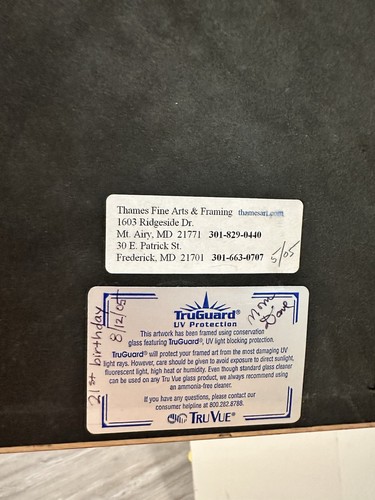 Thames Fine Arts & Framing thamesart.com
1603 Ridgeside Dr.
Mt. Airy, MD 21771 301-829-0440
30 E. Patrick St.
Frederick, MD 21701 301-663-0707
5/05
TruGuard®
UV Protection
This artwork has been framed using conservation
glass featuring TruGuard®, UV light blocking protection.
TruGuard® will protect your framed art from the most damaging UV
light rays. However, care should be given to avoid exposure to direct sunlight,
fluorescent light, high heat or humidity. Even though standard glass cleaner
can be used on any Tru Vue glass product, we always recommend using
an ammonia-free cleaner.
If you have any questions, please contact our
consumer helpline at 800.282.8788.
TRU VUE®
21st birthday
8/12/05
Mom